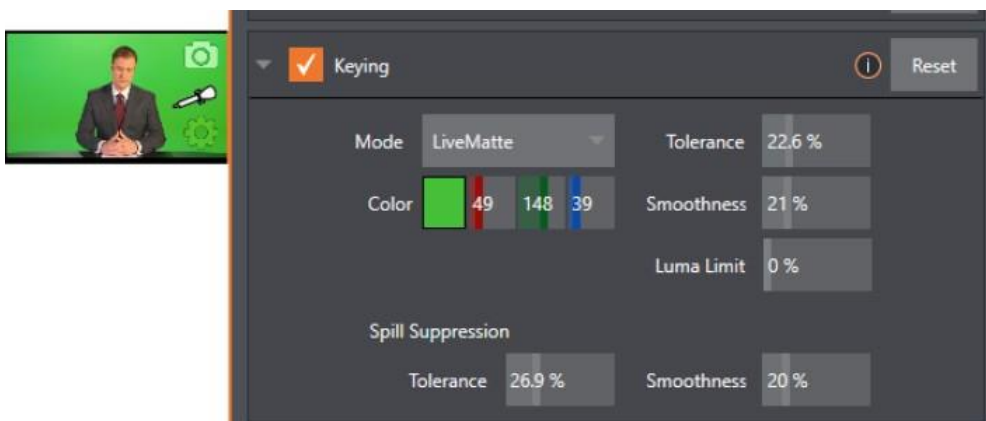 Keying
Reset
Mode LiveMatte Tolerance 22.6 %
Color 49 148 39 Smoothness 21 %
Luma Limit 0 %
Spill Suppression
Tolerance 26.9 % Smoothness 20 %